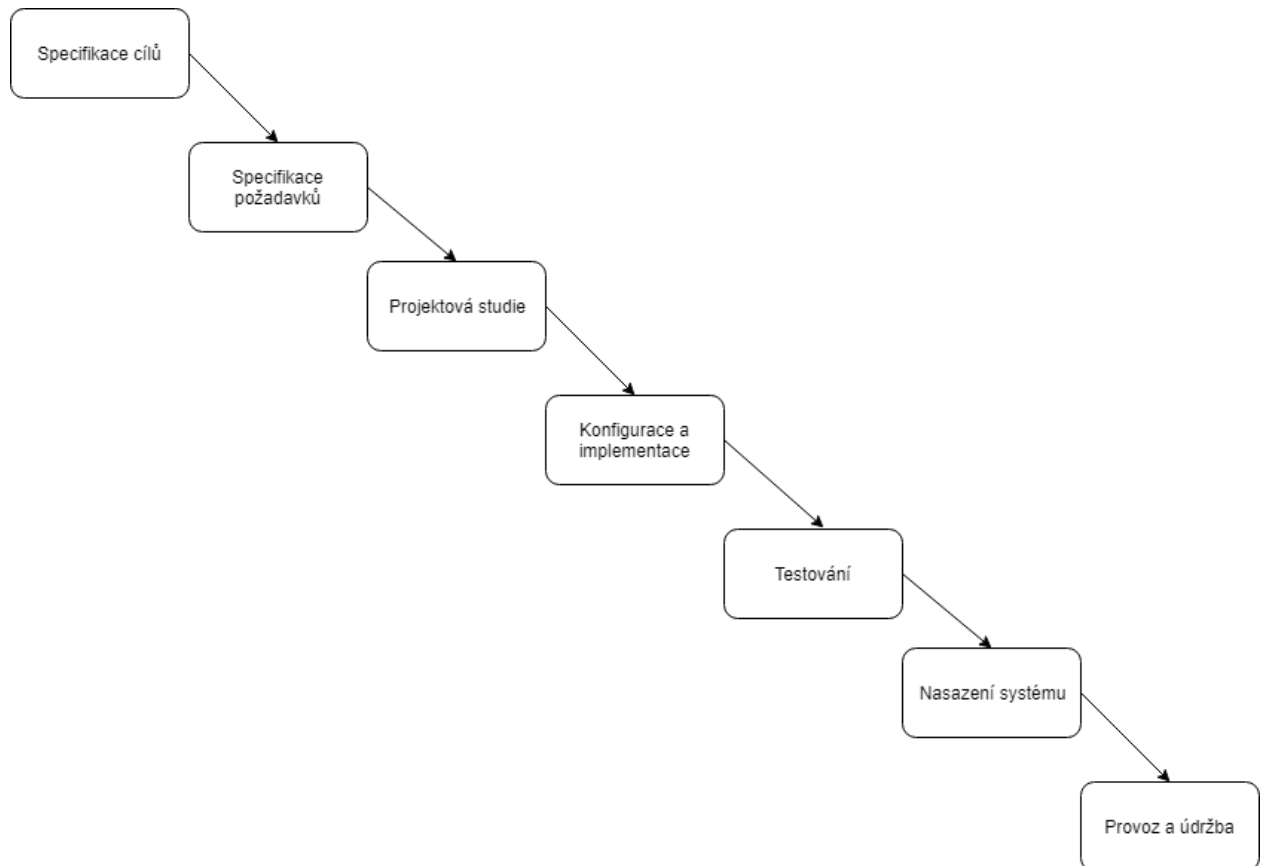 Specifikace cílů
Specifikace
požadavků
Projektová studie
Konfigurace a
implementace
Testování
Nasazení systému
Provoz a údržba